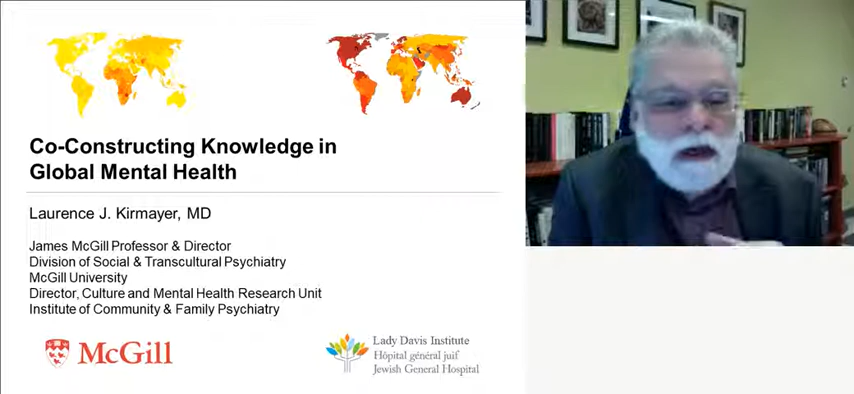 Co-Constructing Knowledge in
Global Mental Health
Laurence J. Kirmayer, MD
James McGill Professor & Director
Division of Social & Transcultural Psychiatry
McGill University
Director, Culture and Mental Health Research Unit
Institute of Community & Family Psychiatry
McGill
Lady Davis Institute
Hôpital général juif
Jewish General Hospital